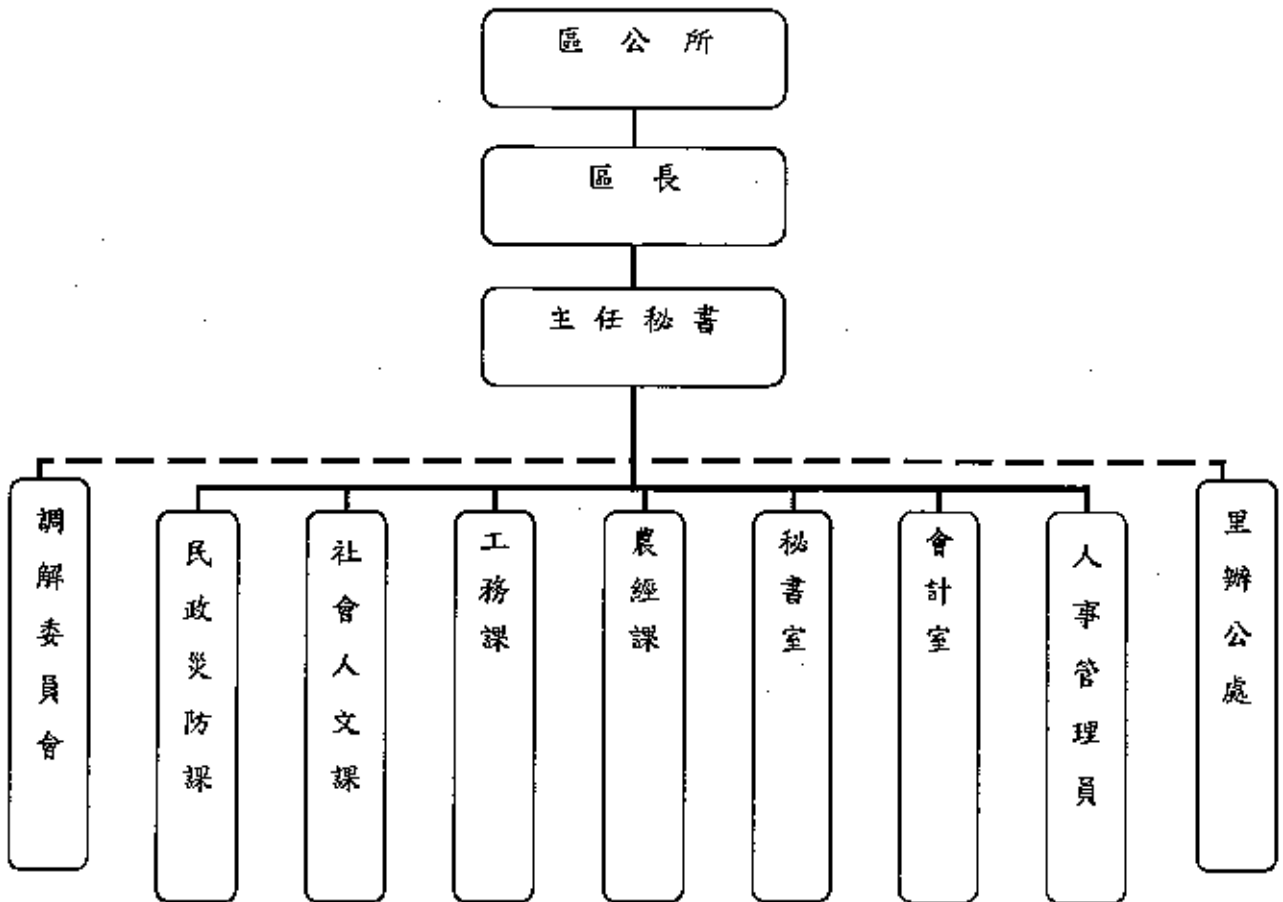 區公所
區長
主任秘書
調解委員會
民政災防課
社會人文課
工務課
農經課
秘書室
會計室
人事管理員
里辦公處